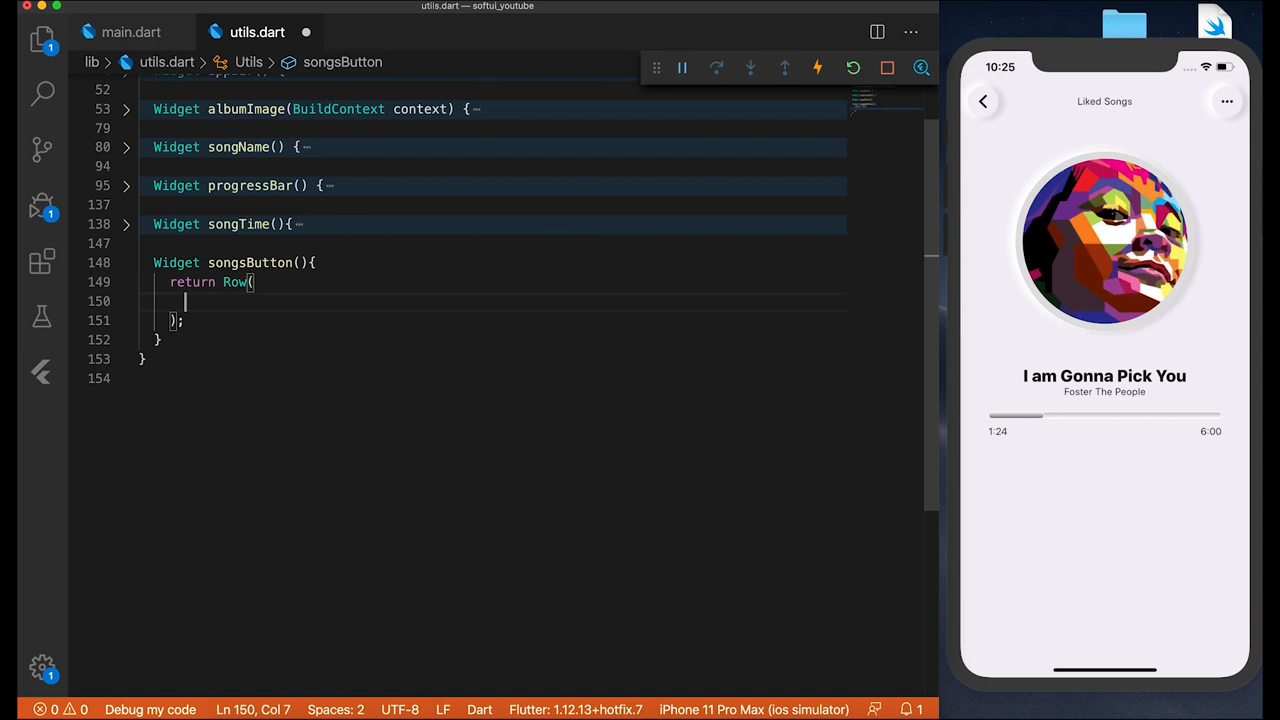 utils.dart — softui_youtube
main.dart
utils.dart
lib > utils.dart > Utils > songsButton
52
53 Widget albumImage(BuildContext context) {…
79
80 Widget songName() {…
94
95 Widget progressBar() {…
137
138 Widget songTime(){…
147
148 Widget songsButton(){
149 return Row(
150
151 );
152 }
153 }
154
1
1
1
0 0 Debug my code Ln 150, Col 7 Spaces: 2 UTF-8 LF Dart Flutter: 1.12.13+hotfix.7 iPhone 11 Pro Max (ios simulator) 1
10:25
Liked Songs
I am Gonna Pick You
Foster The People
1:24 6:00